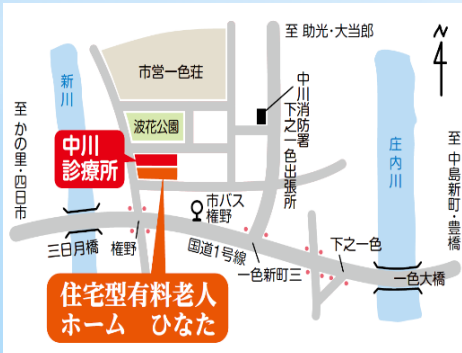 至 助光・大当郎
N
市営一色荘
新川
中川消防署
下之一色出張所
波花公園
至 かの里・四日市
中川
診療所
庄内川
至 中島新町・豊橋
市バス
権野
三日月橋
権野
国道1号線
下之一色
一色新町三
一色大橋
住宅型有料老人
ホーム ひなた